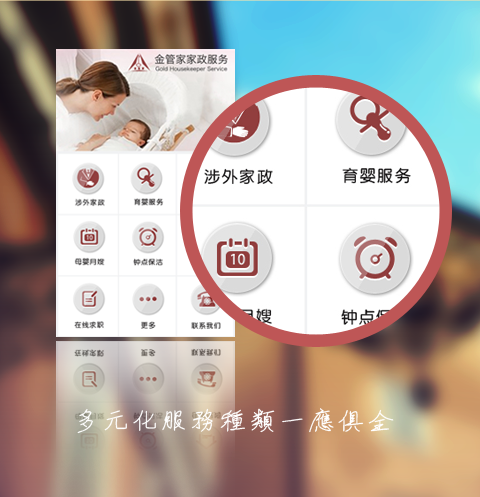 金管家家政服务
Gold Housekeeper Service
涉外家政
育婴服务
母婴月嫂
钟点保洁
在线求职
更多
联系我们
涉外家政
育婴服务
10
月嫂
钟点保
多元化服務種類一應俱全